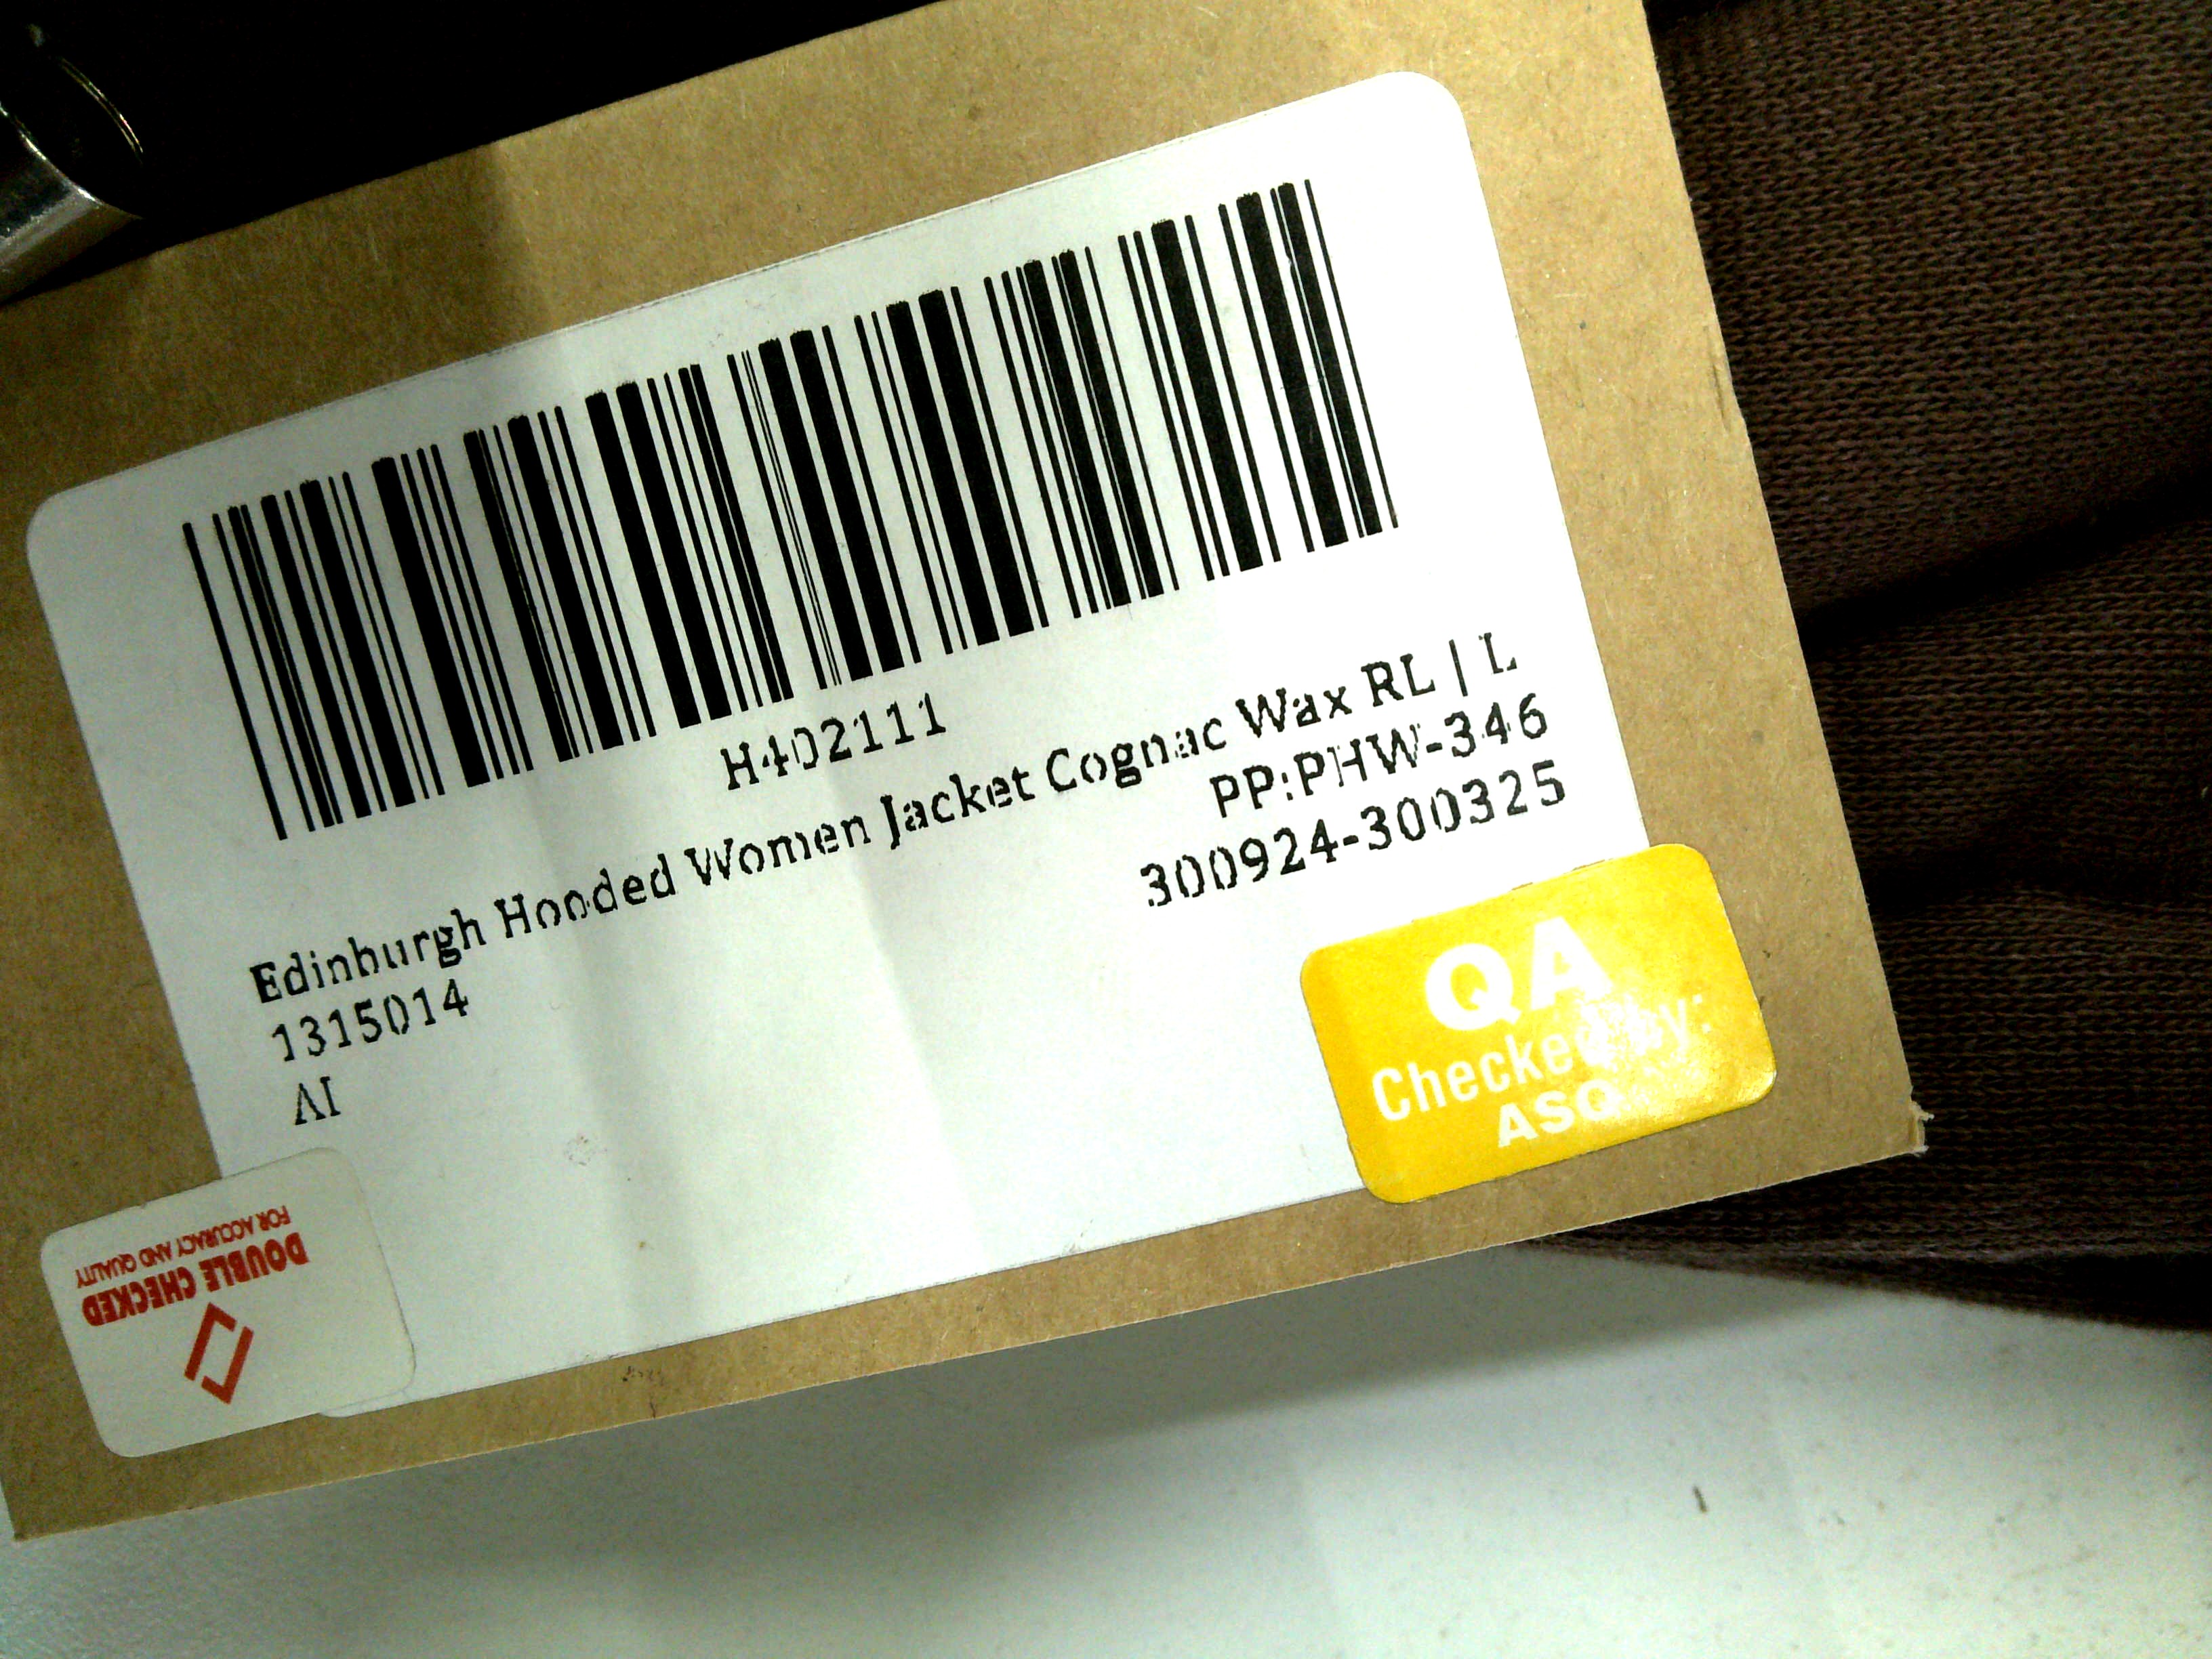 H402111
Edinburgh Hooded Women Jacket Cognac Wax RL | L
1315014
PP:PHW-346
AI
300924-300325
QA
Checked by:
ASQ
DOUBLE CHECKED
FOR ACCURACY AND QUALITY